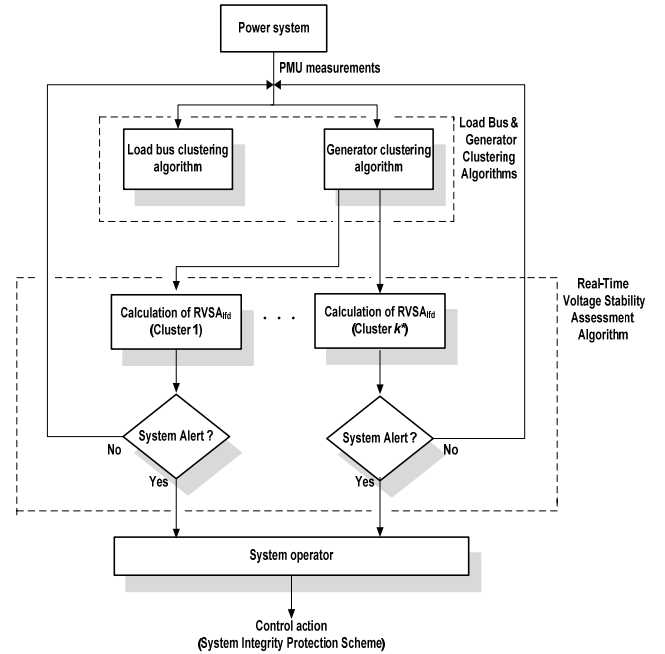 Power system
PMU measurements
Load bus clustering
algorithm
Generator clustering
algorithm
Load Bus &
Generator
Clustering
Algorithms
Real-Time
Voltage Stability
Assessment
Algorithm
Calculation of RVSAIfd
(Cluster 1)
. . .
Calculation of RVSAIfd
(Cluster k*)
System Alert ?
No
Yes
System Alert ?
No
Yes
System operator
Control action
(System Integrity Protection Scheme)